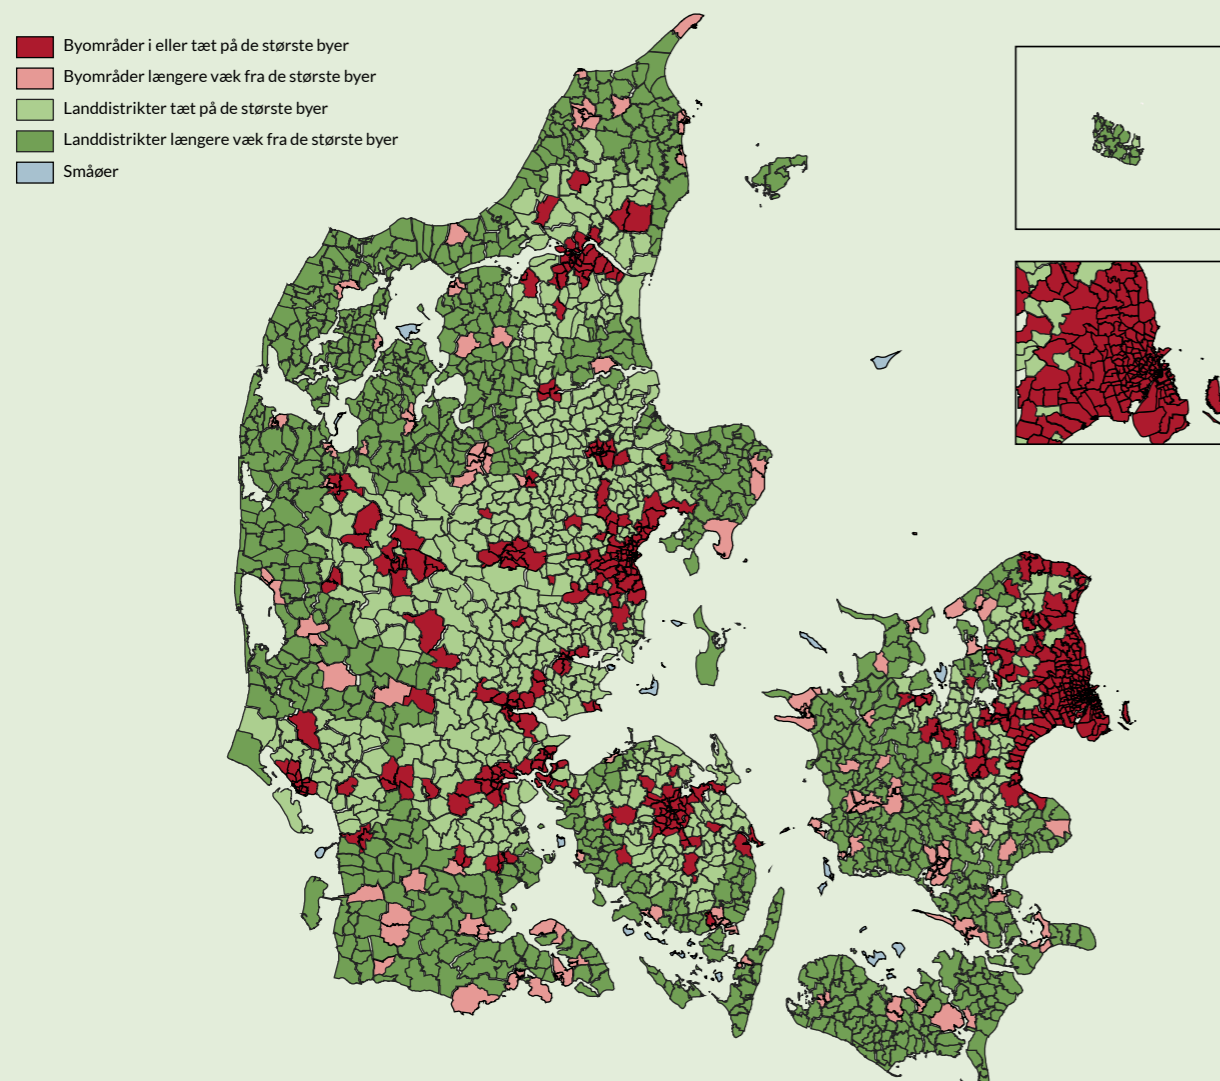 Byområder i eller tæt på de største byer
Byområder længere væk fra de største byer
Landdistrikter tæt på de største byer
Landdistrikter længere væk fra de største byer
Småøer